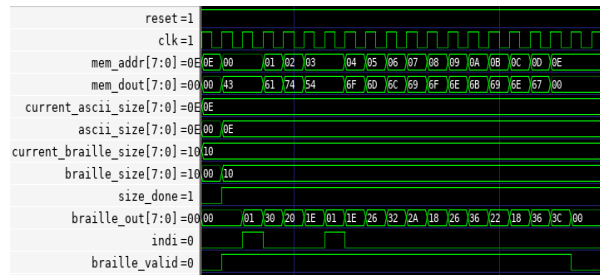 reset=1
clk=1
mem_addr[7:0]=0E 0E 00 01 02 03 04 05 06 07 08 09 0A 0B 0C 0D 0E
mem_dout[7:0]=00 00 43 61 74 54 6F 6D 6C 69 6F 6E 6B 69 6E 67 00
current_ascii_size[7:0]=0E 0E
ascii_size[7:0]=0E 00 0E
current_braille_size[7:0]=10 10
braille_size[7:0]=10 00 10
size_done=1
braille_out[7:0]=00 00 01 30 20 1E 01 1E 26 32 2A 18 26 36 22 18 36 3C 00
indi=0
braille_valid=0